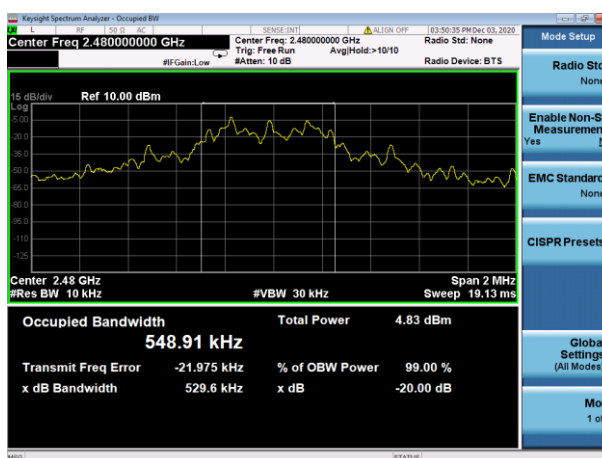 Keysight Spectrum Analyzer - Occupied BW
L RF 50 Ω AC SENSE:INT ALIGN OFF 03:50:35 PM Dec 03, 2020
Center Freq 2.480000000 GHz
Center Freq: 2.480000000 GHz
Radio Std: None
Trig: Free Run
Avg|Hold:>10/10
#IFGain:Low
#Atten: 10 dB
Radio Device: BTS
15 dB/div
Ref 10.00 dBm
Log
-5.00
-20.0
-35.0
-50.0
-65.0
-80.0
-95.0
-110
-125
Center 2.48 GHz
Span 2 MHz
#Res BW 10 kHz
#VBW 30 kHz
Sweep 19.13 ms
Occupied Bandwidth
Total Power
4.83 dBm
548.91 kHz
Transmit Freq Error
-21.975 kHz
% of OBW Power
99.00 %
x dB Bandwidth
529.6 kHz
x dB
-20.00 dB
MSG
STATUS
Mode Setup
Radio Std
None
Enable Non-S
Measuremen
Yes
EMC Standard
None
CISPR Presets
Global
Settings
(All Modes)
Mo
1 of